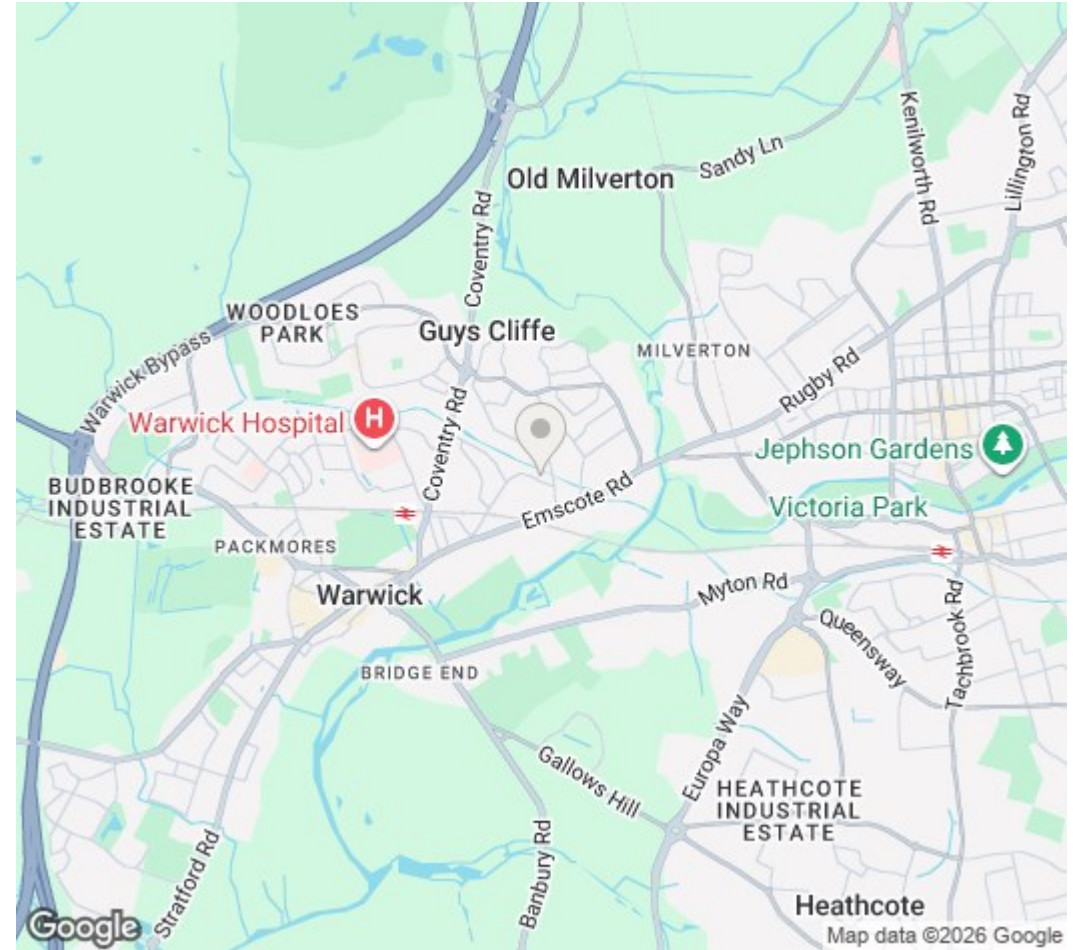 Kenilworth Rd
Lillington Rd
Sandy Ln
Old Milverton
Coventry Rd
WOODLOES
PARK
Guys Cliffe
MILVERTON
Warwick Bypass
Rugby Rd
Warwick Hospital
H
Coventry Rd
Jephson Gardens
BUDBROOKE
INDUSTRIAL
ESTATE
Emscote Rd
Victoria Park
PACKMORES
Warwick
Myton Rd
Queensway
Tachbrook Rd
BRIDGE END
Europa Way
Gallows Hill
HEATHCOTE
INDUSTRIAL
ESTATE
Stratford Rd
Banbury Rd
Heathcote
Google
Map data ©2026 Google